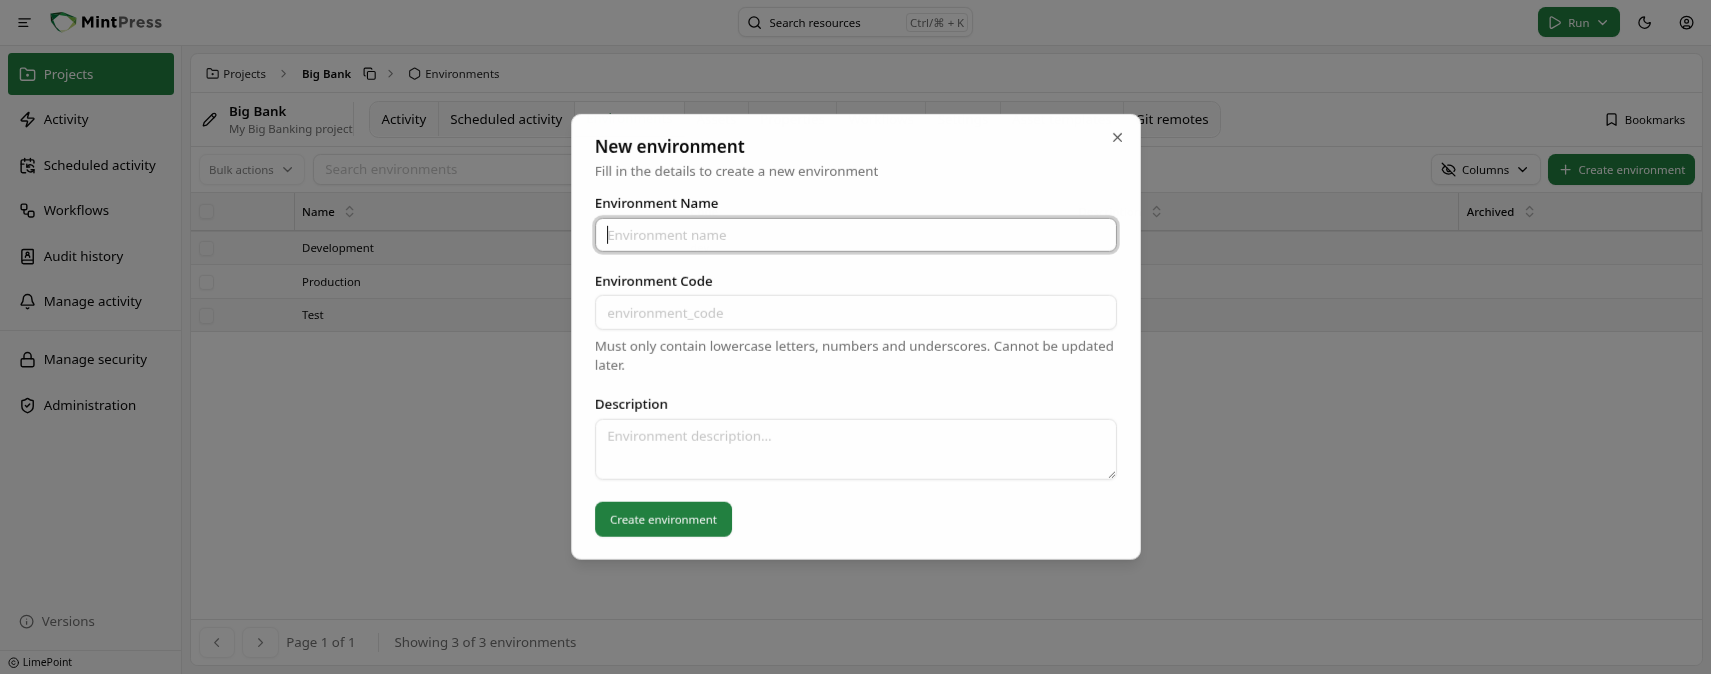 MintPress
Search resources
Ctrl/⌘ + K
Run
Projects
Activity
Scheduled activity
Workflows
Audit history
Manage activity
Manage security
Administration
Versions
LimePoint
Projects
Big Bank
Environments
Big Bank
My Big Banking project
Activity
Scheduled activity
Git remotes
Bookmarks
Bulk actions
Search environments
Columns
Create environment
Name
Archived
Development
Production
Test
Page 1 of 1
Showing 3 of 3 environments
New environment
Fill in the details to create a new environment
Environment Name
Environment name
Environment Code
environment_code
Must only contain lowercase letters, numbers and underscores. Cannot be updated
later.
Description
Environment description...
Create environment